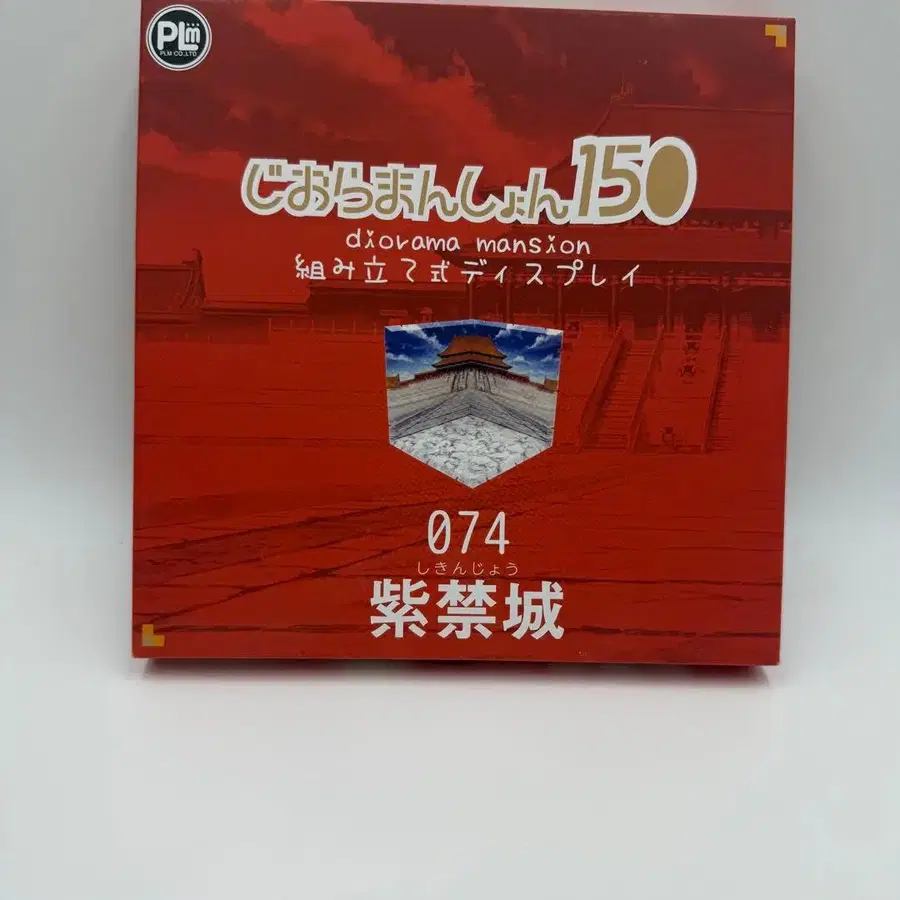 PLm
PLM CO.,LTD
じおらまんしょん150
diorama mansion
組み立て式ディスプレイ
074
しきんじょう
紫禁城